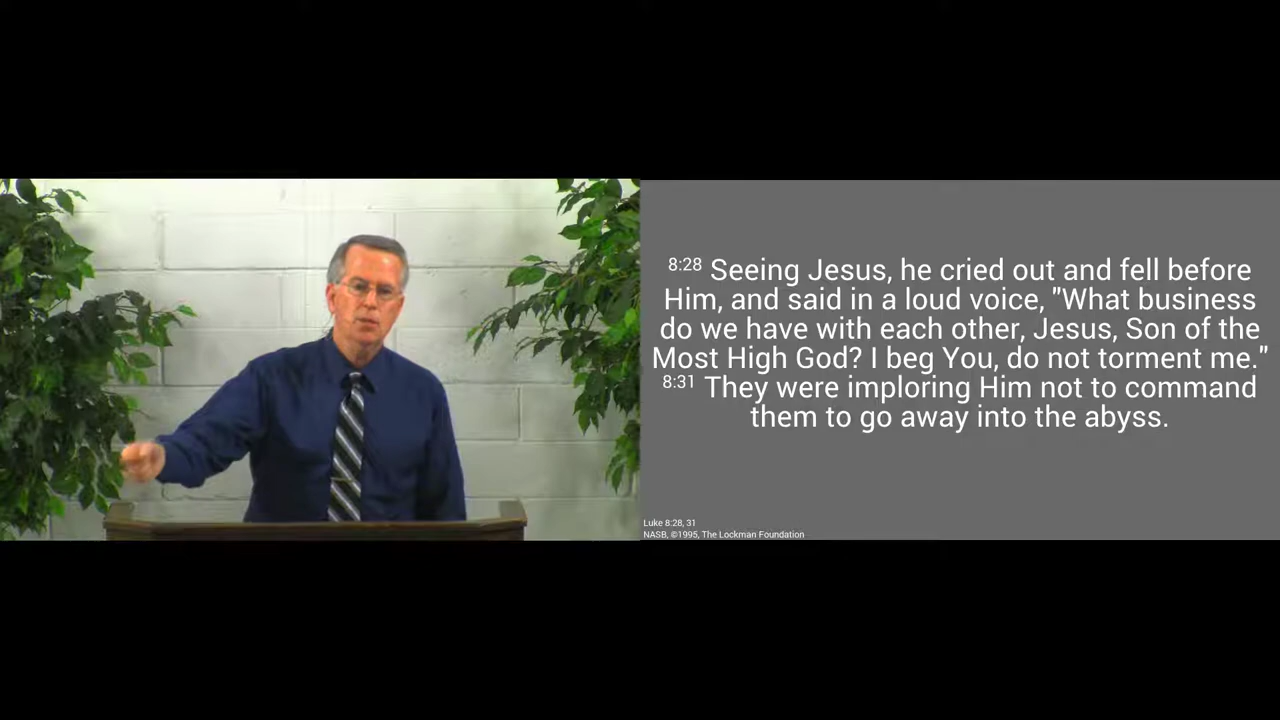 8:28 Seeing Jesus, he cried out and fell before
Him, and said in a loud voice, "What business
do we have with each other, Jesus, Son of the
Most High God? I beg You, do not torment me."
8:31 They were imploring Him not to command
them to go away into the abyss.
Luke 8:28, 31
NASB, ©1995, The Lockman Foundation